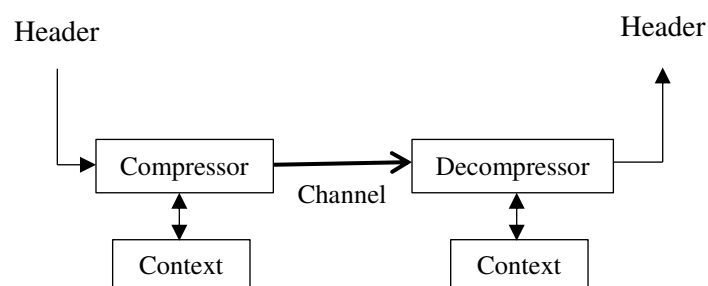 Header
Header
Compressor
Decompressor
Channel
Context
Context